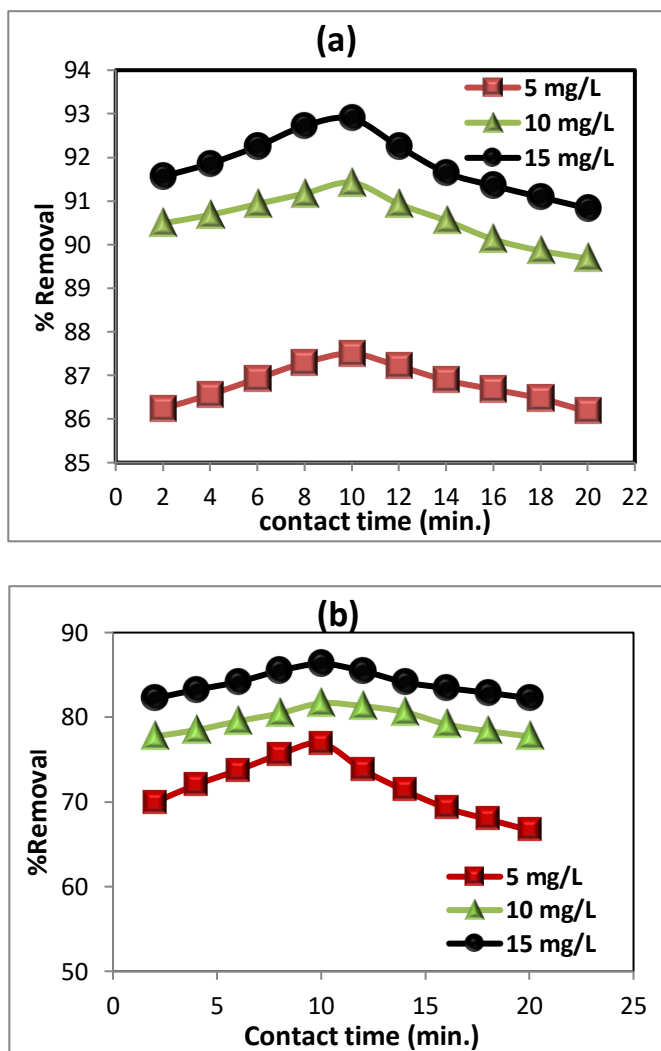 (a)
94
93
92
91
90
89
88
87
86
85
% Removal
5 mg/L
10 mg/L
15 mg/L
0 2 4 6 8 10 12 14 16 18 20 22
contact time (min.)
(b)
90
80
70
60
50
%Removal
5 mg/L
10 mg/L
15 mg/L
0 5 10 15 20 25
Contact time (min.)